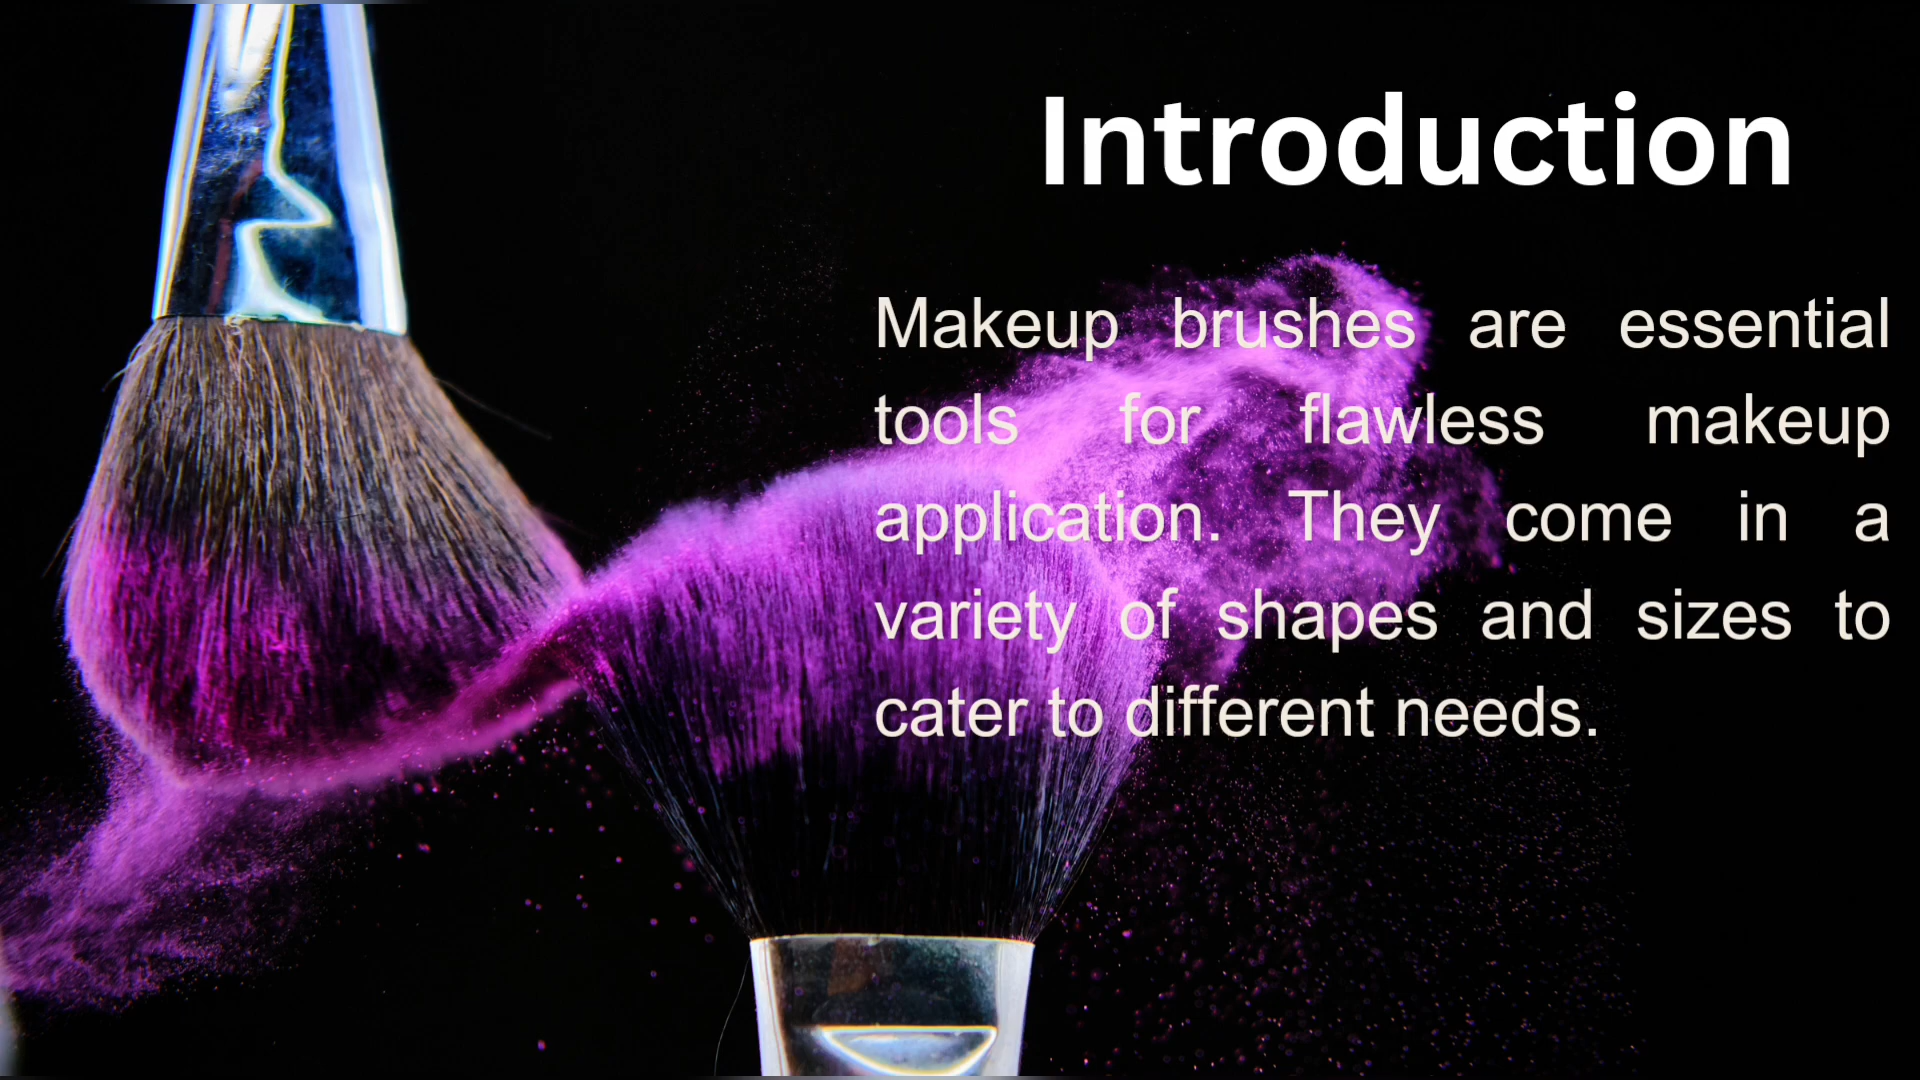 Introduction
Makeup brushes are essential
tools for flawless makeup
application. They come in a
variety of shapes and sizes to
cater to different needs.